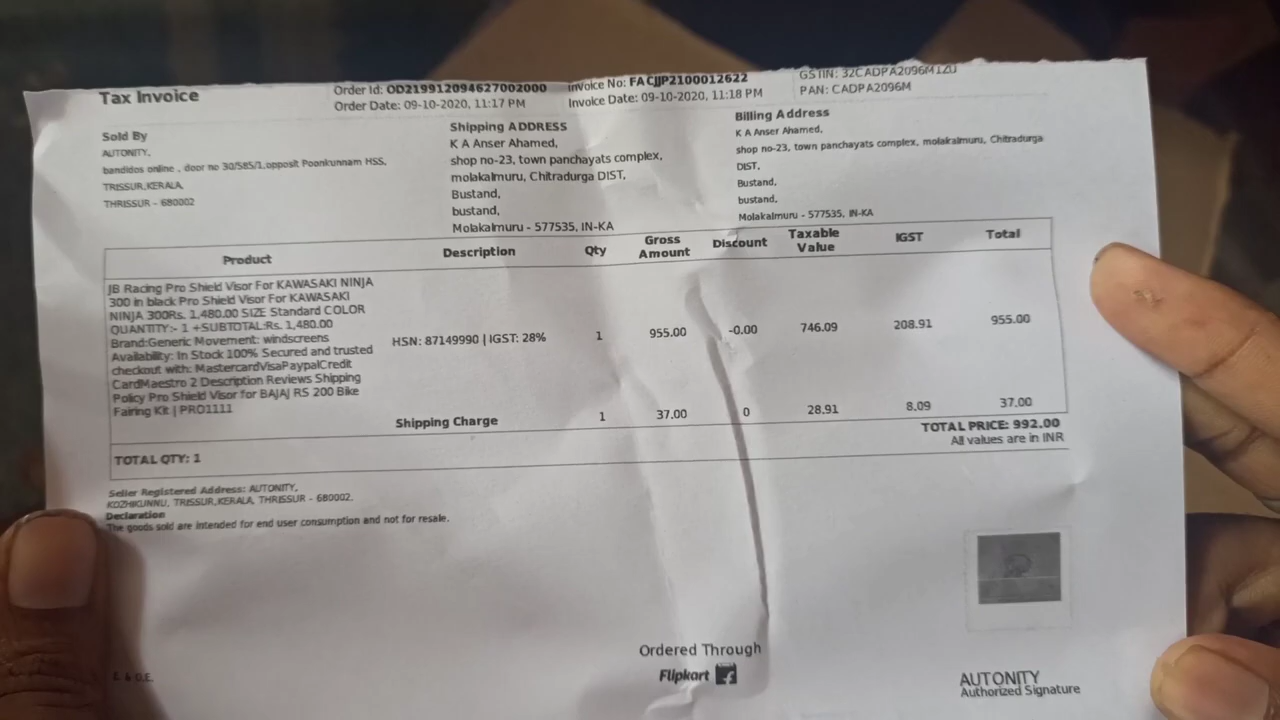 Tax Invoice
Order Id: OD219912094627002000
Order Date: 09-10-2020, 11:17 PM
Invoice No: FACJJP2100012622
Invoice Date: 09-10-2020, 11:18 PM
GSTIN: 32CADPA2096M1ZU
PAN: CADPA2096M
Sold By
AUTONITY,
bandidos online , door no 30/585/1,opposit Poonkunnam HSS,
TRISSUR,KERALA,
THRISSUR - 680002
Shipping ADDRESS
K A Anser Ahamed,
shop no-23, town panchayats complex,
molakalmuru, Chitradurga DIST,
Bustand,
bustand,
Molakalmuru - 577535, IN-KA
Billing Address
K A Anser Ahamed,
shop no-23, town panchayats complex, molakalmuru, Chitradurga
DIST,
Bustand,
bustand,
Molakalmuru - 577535, IN-KA
Product Description Qty Gross Amount Discount Taxable Value IGST Total
JB Racing Pro Shield Visor For KAWASAKI NINJA
300 in black Pro Shield Visor For KAWASAKI
NINJA 300Rs. 1,480.00 SIZE Standard COLOR
QUANTITY:- 1 +SUBTOTAL:Rs. 1,480.00
Brand:Generic Movement: windscreens
Availability: In Stock 100% Secured and trusted
checkout with: MastercardVisaPaypalCredit
CardMaestro 2 Description Reviews Shipping
Policy Pro Shield Visor for BAJAJ RS 200 Bike
Fairing Kit | PRO1111
HSN: 87149990 | IGST: 28% 1 955.00 -0.00 746.09 208.91 955.00
Shipping Charge 1 37.00 0 28.91 8.09 37.00
TOTAL QTY: 1
TOTAL PRICE: 992.00
All values are in INR
Seller Registered Address: AUTONITY,
KOZHIKUNNU, TRISSUR,KERALA, THRISSUR - 680002.
Declaration
The goods sold are intended for end user consumption and not for resale.
Ordered Through
Flipkart
E. & O.E.
AUTONITY
Authorized Signature